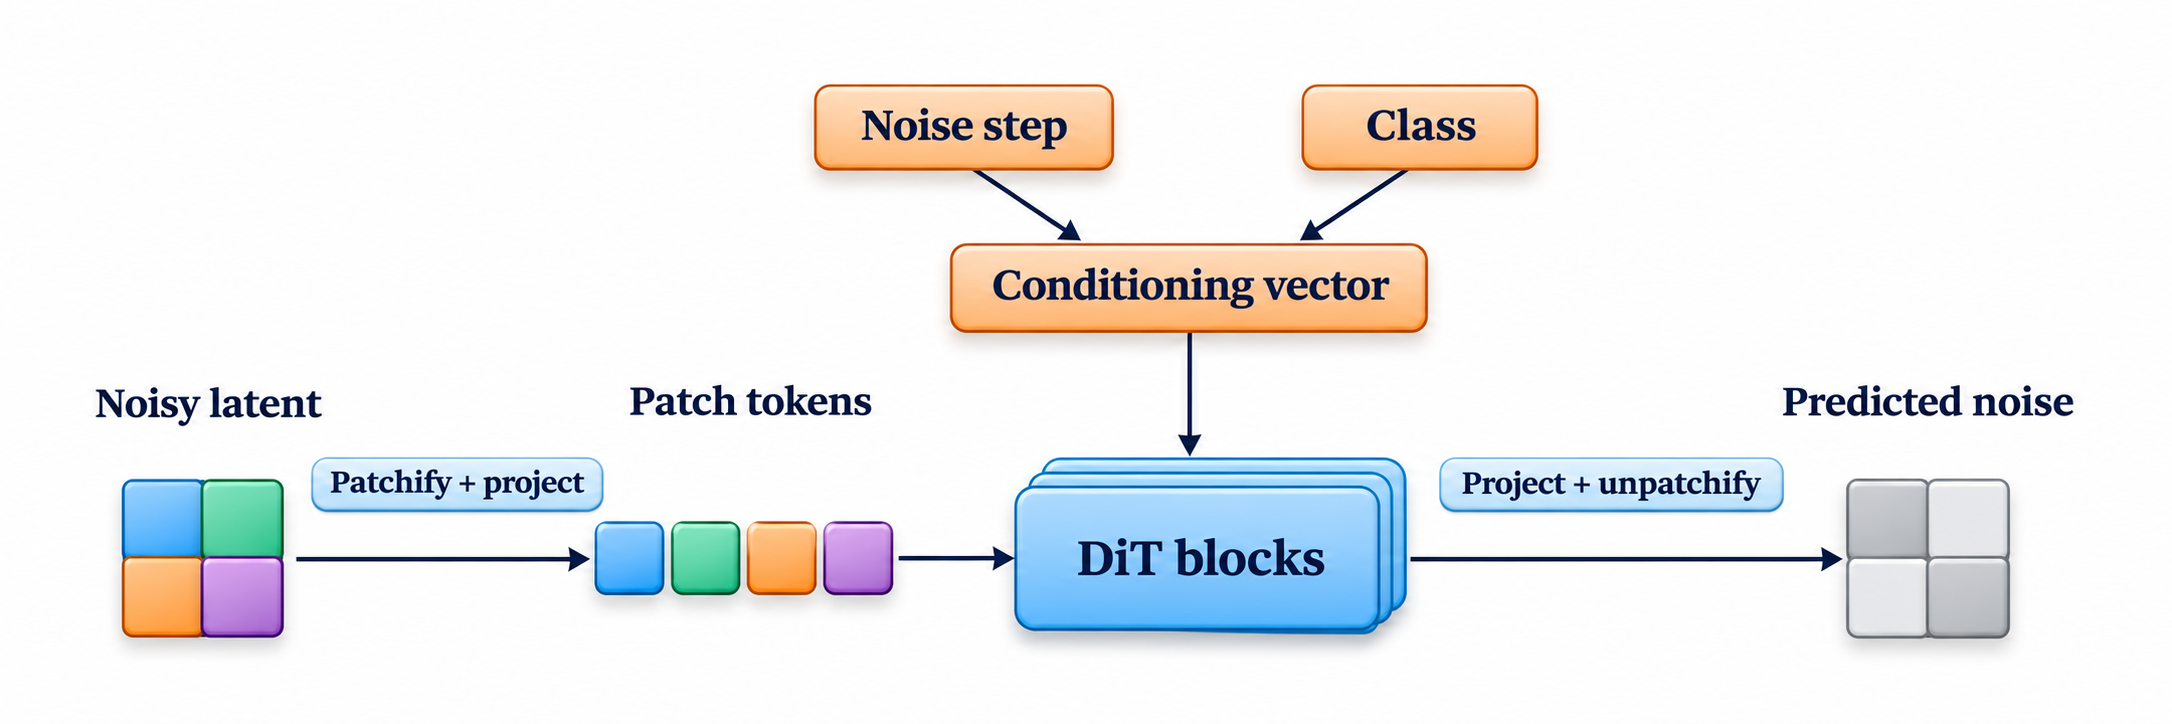 Noise step
Class
Conditioning vector
Noisy latent
Patch tokens
Predicted noise
Patchify + project
Project + unpatchify
DiT blocks